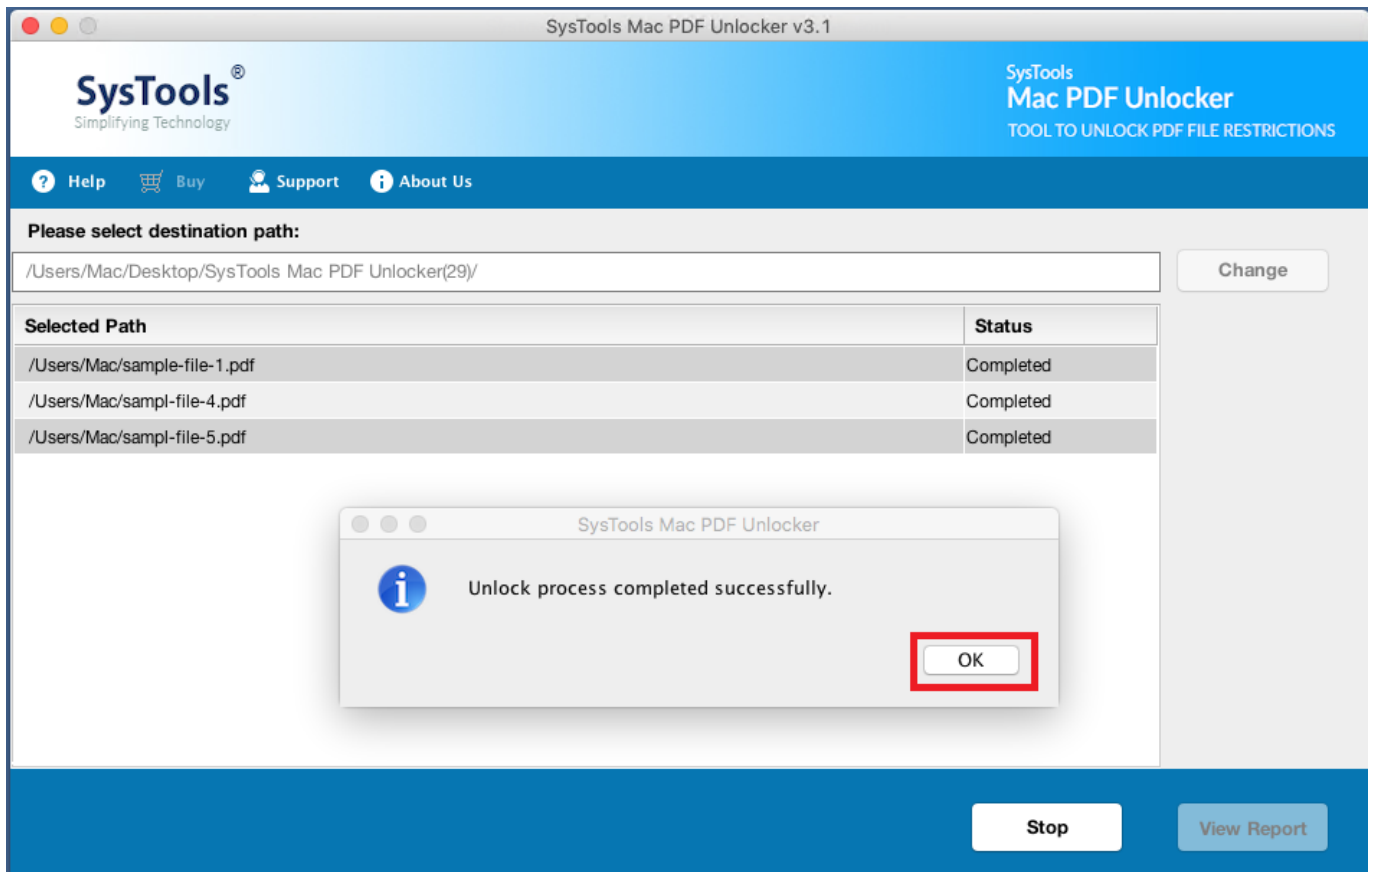 SysTools Mac PDF Unlocker v3.1
SysTools®
Simplifying Technology
SysTools
Mac PDF Unlocker
TOOL TO UNLOCK PDF FILE RESTRICTIONS
? Help Buy Support i About Us
Please select destination path:
/Users/Mac/Desktop/SysTools Mac PDF Unlocker(29)/ Change
Selected Path Status
/Users/Mac/sample-file-1.pdf Completed
/Users/Mac/sampl-file-4.pdf Completed
/Users/Mac/sampl-file-5.pdf Completed
SysTools Mac PDF Unlocker
i Unlock process completed successfully.
OK
Stop View Report